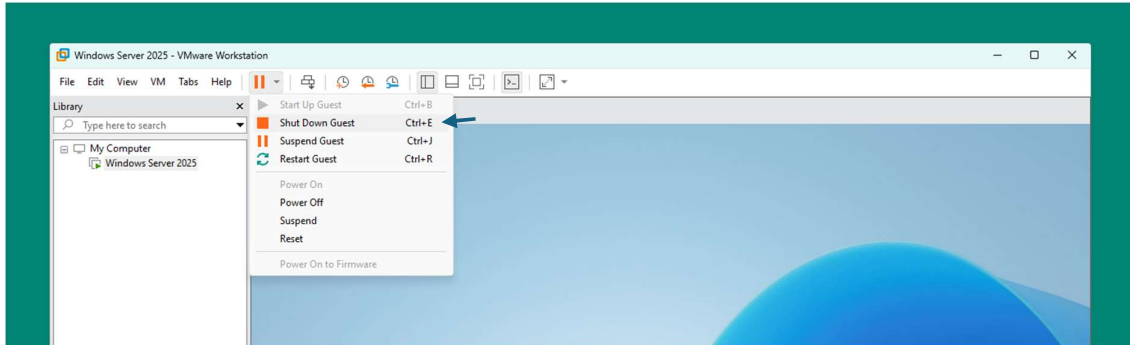 Windows Server 2025 - VMware Workstation
File Edit View VM Tabs Help
Library
Type here to search
My Computer
Windows Server 2025
Start Up Guest Ctrl+B
Shut Down Guest Ctrl+E
Suspend Guest Ctrl+J
Restart Guest Ctrl+R
Power On
Power Off
Suspend
Reset
Power On to Firmware